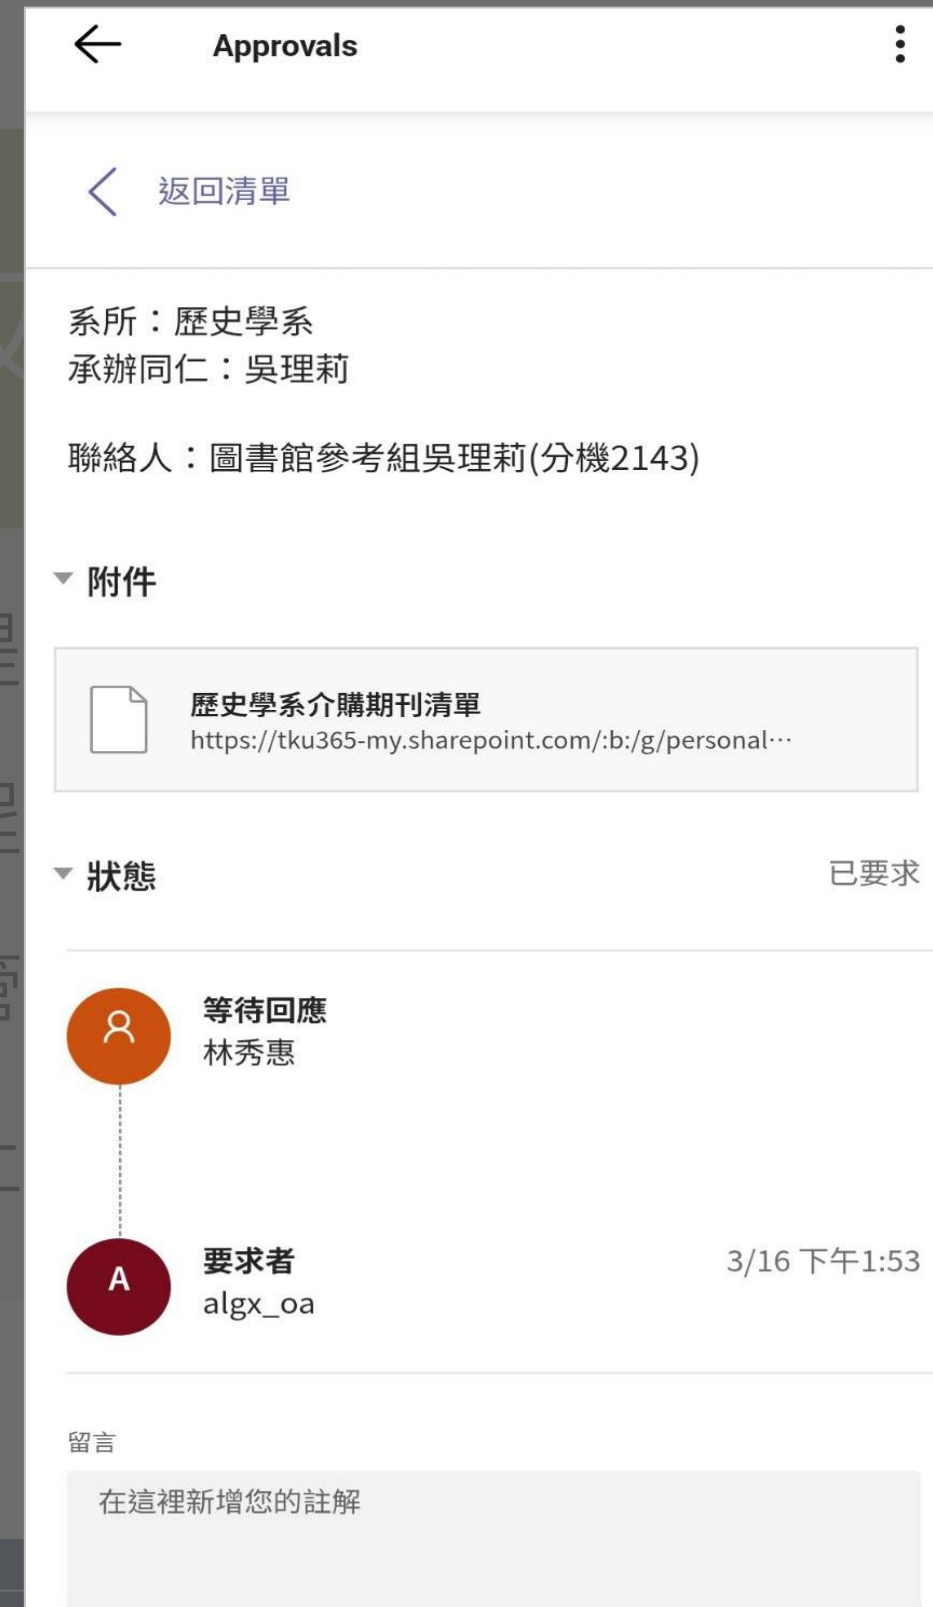 Approvals
返回清單
系所：歷史學系
承辦同仁：吳理莉
聯絡人：圖書館參考組吳理莉(分機2143)
附件
歷史學系介購期刊清單
https://tku365-my.sharepoint.com/:b:/g/personal…
狀態
已要求
等待回應
林秀惠
要求者
3/16 下午1:53
algx_oa
A
留言
在這裡新增您的註解